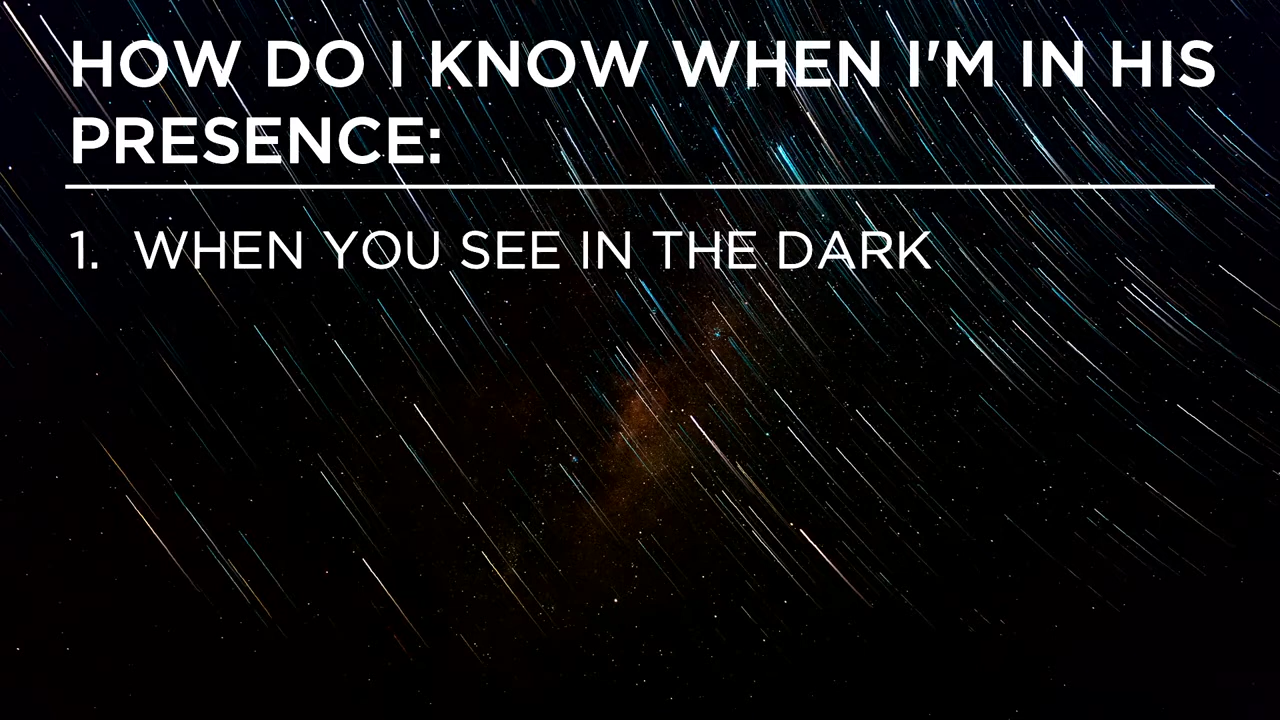 HOW DO I KNOW WHEN I'M IN HIS
PRESENCE:
1. WHEN YOU SEE IN THE DARK